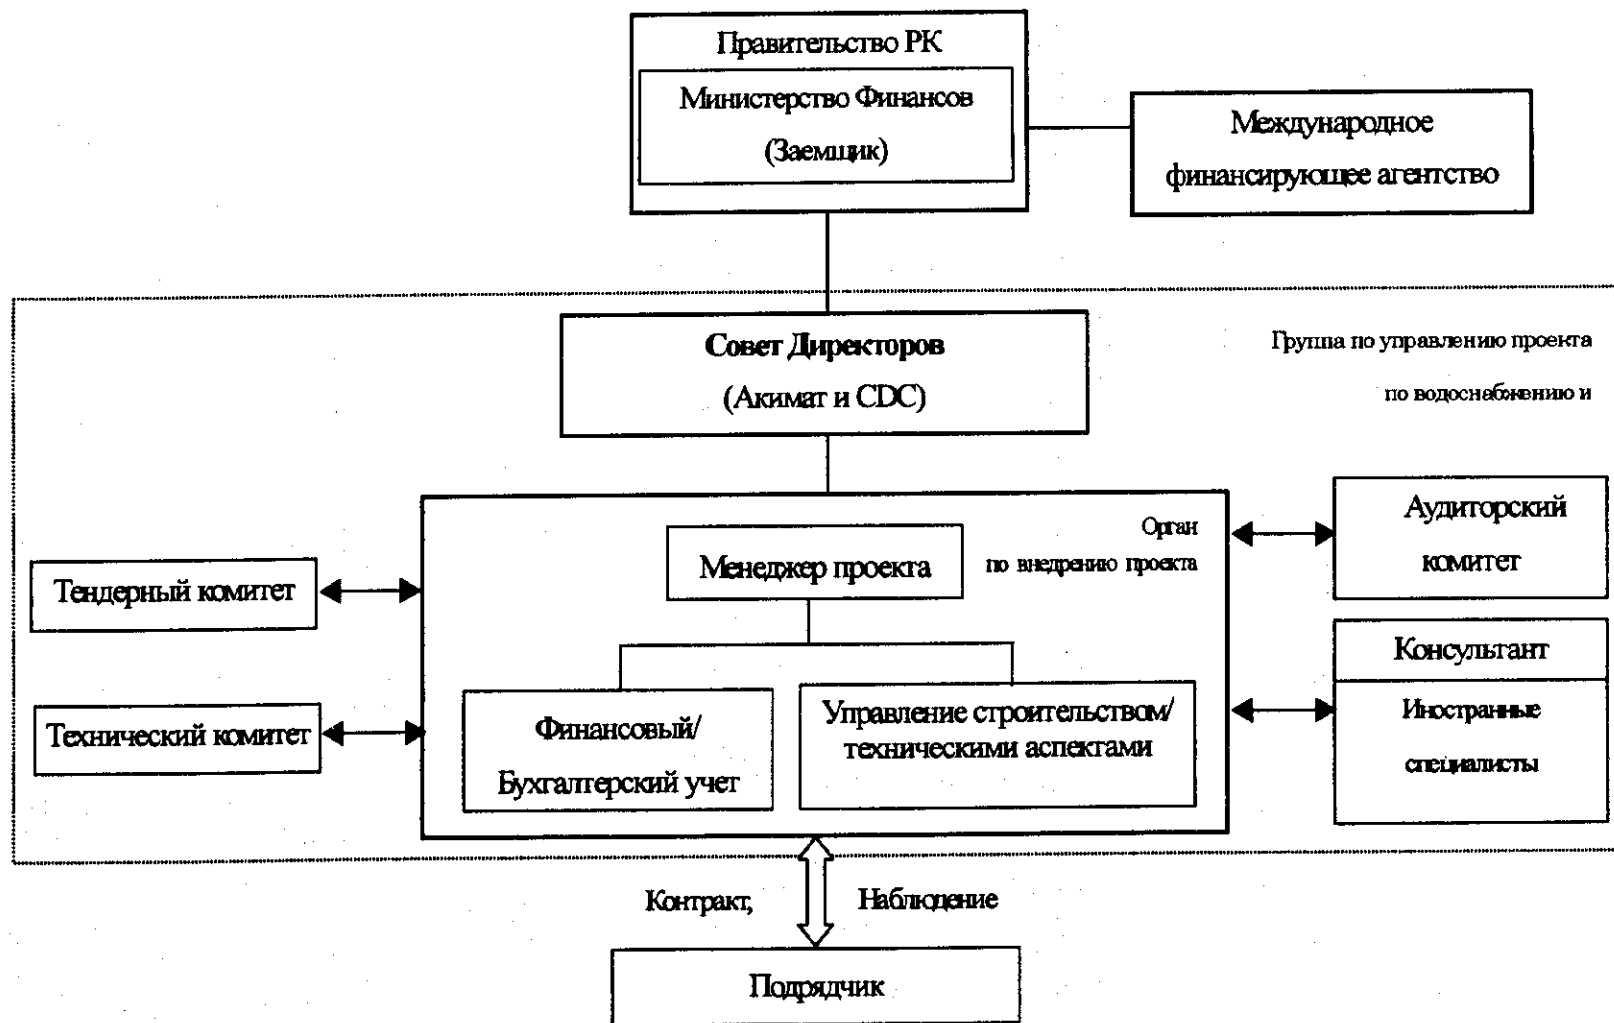 Правительство РК
Министерство Финансов
(Заемщик)
Международное
финансирующее агентство
Совет Директоров
(Акимат и CDC)
Группа по управлению проекта
по водоснабжению и
Орган
по внедрению проекта
Менеджер проекта
Аудиторский
комитет
Тендерный комитет
Консультант
Иностранные
специалисты
Технический комитет
Финансовый/
Бухгалтерский учет
Управление строительством/
техническими аспектами
Контракт,
Наблюдение
Подрядчик